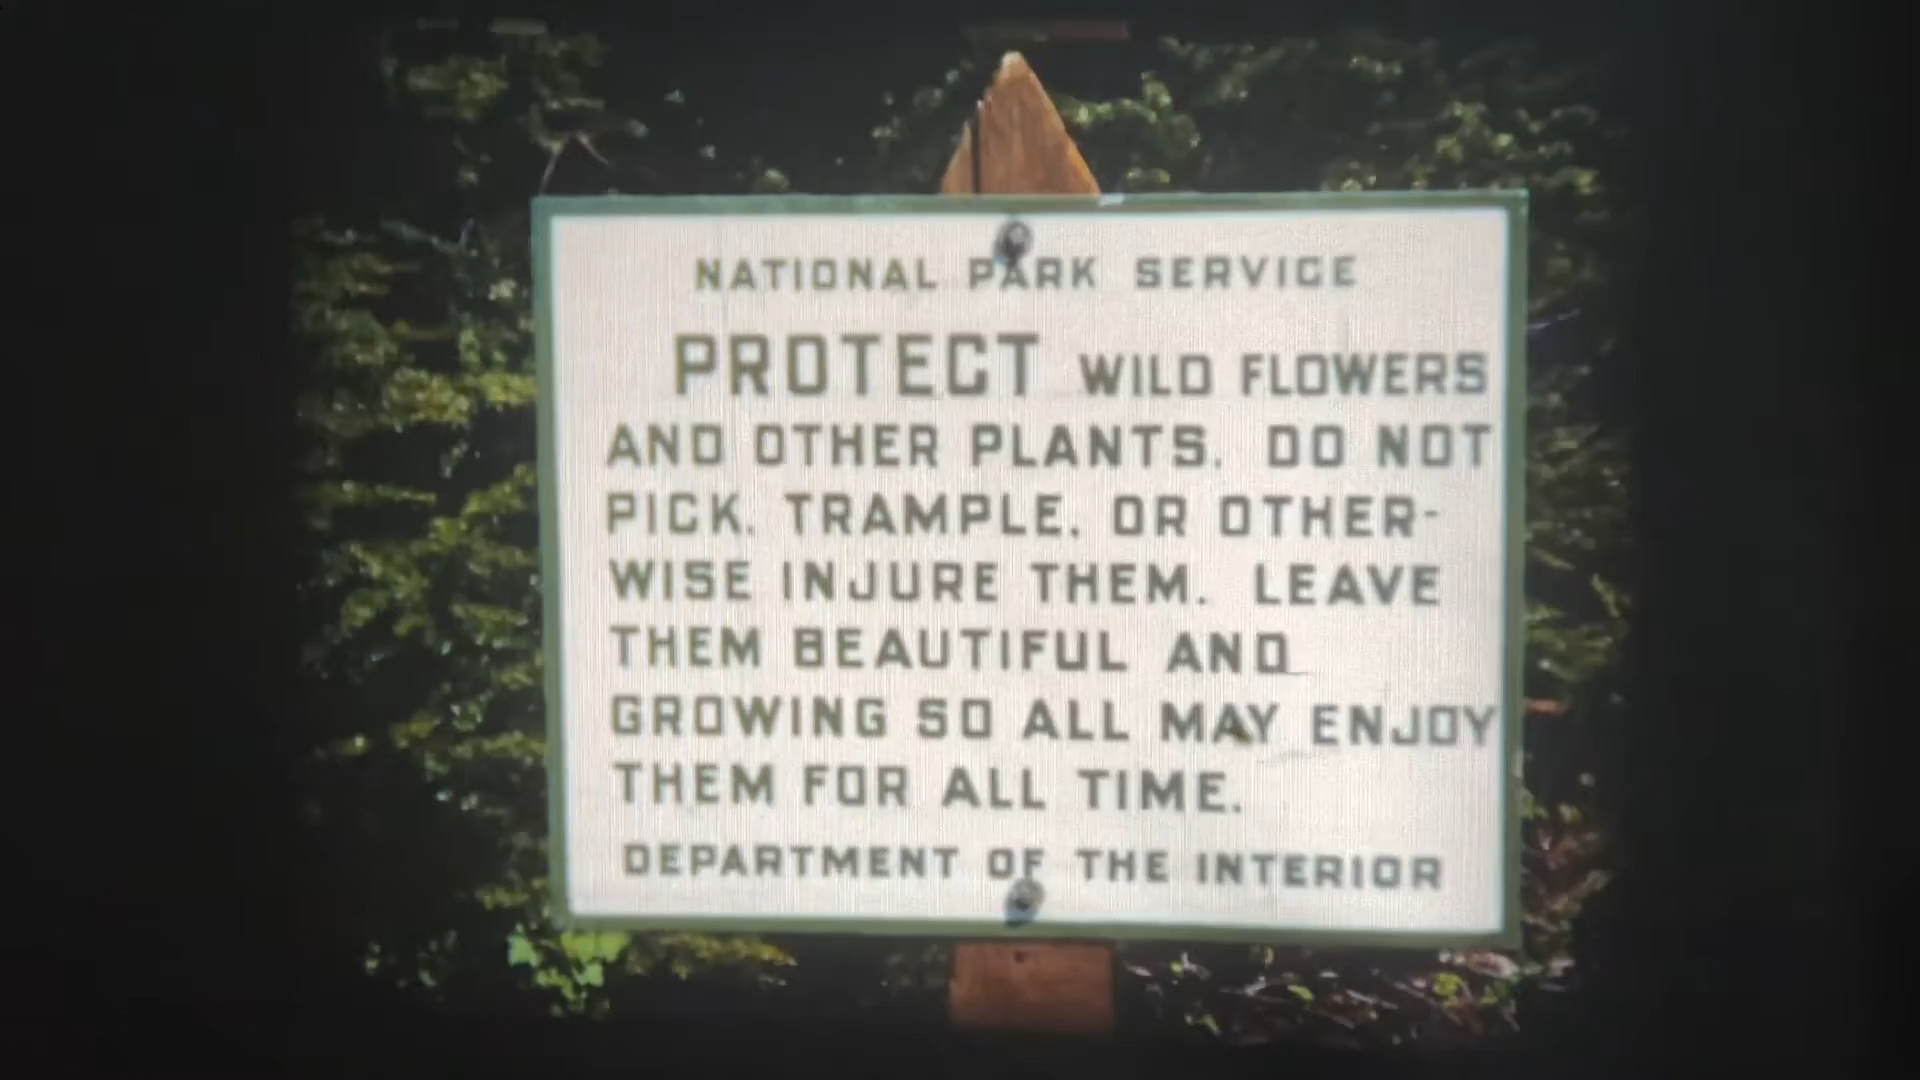 NATIONAL PARK SERVICE
PROTECT WILD FLOWERS
AND OTHER PLANTS. DO NOT
PICK, TRAMPLE, OR OTHER-
WISE INJURE THEM. LEAVE
THEM BEAUTIFUL AND
GROWING SO ALL MAY ENJOY
THEM FOR ALL TIME.
DEPARTMENT OF THE INTERIOR